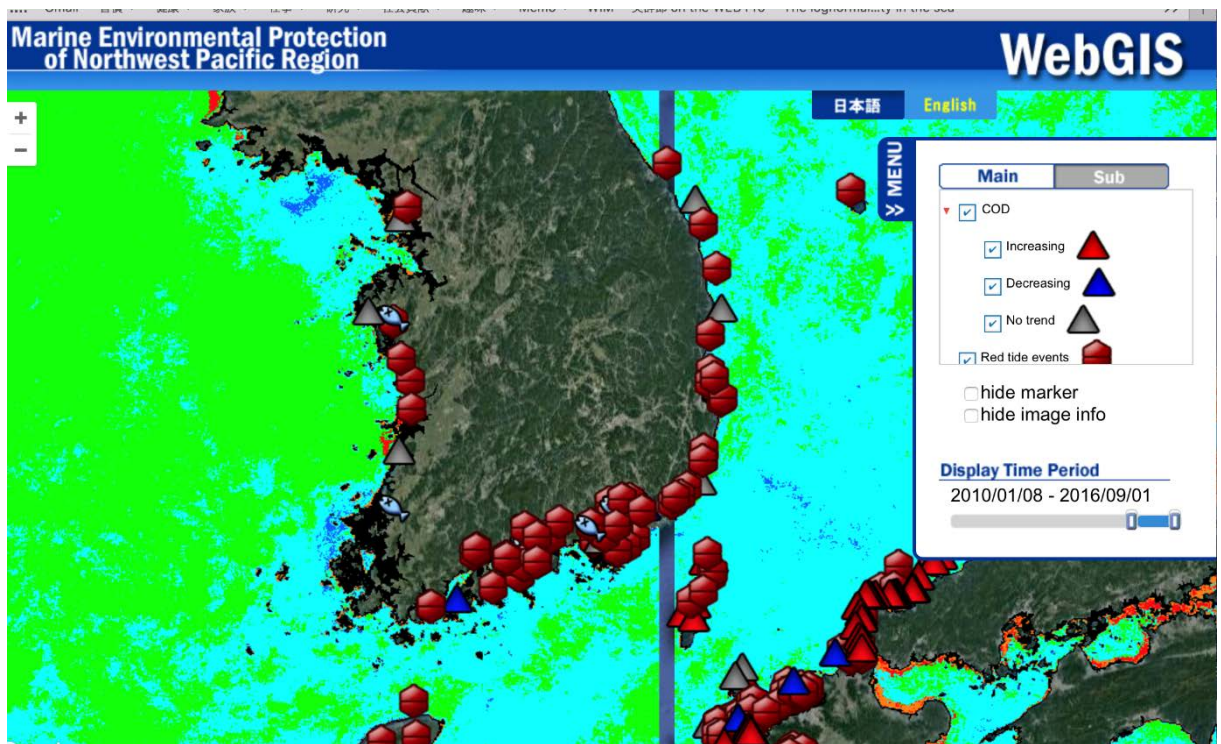 Marine Environmental Protection
of Northwest Pacific Region
WebGIS
日本語 English
+
−
>> MENU
Main Sub
COD
Increasing
Decreasing
No trend
Red tide events
hide marker
hide image info
Display Time Period
2010/01/08 - 2016/09/01